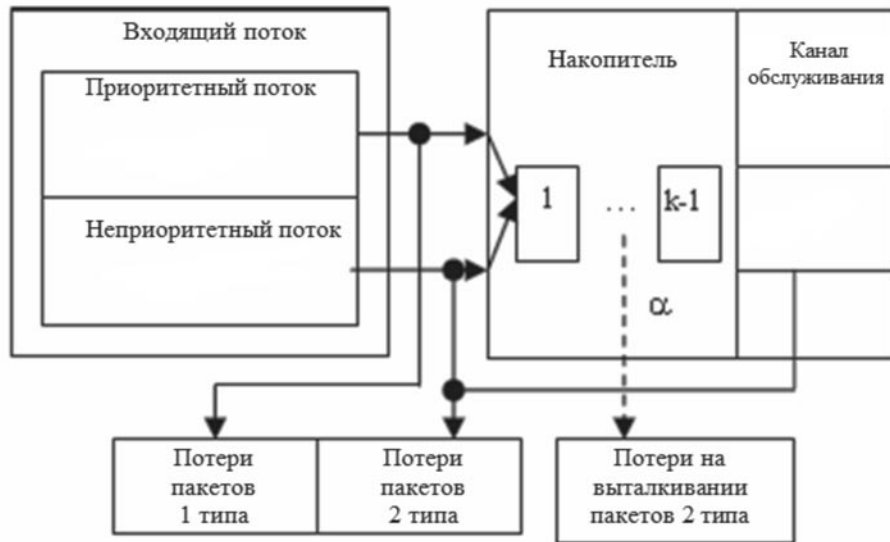 Входящий поток
Приоритетный поток
Неприоритетный поток
Накопитель
Канал
обслуживания
1
...
k-1
α
Потери
пакетов
1 типа
Потери
пакетов
2 типа
Потери на
выталкивании
пакетов 2 типа